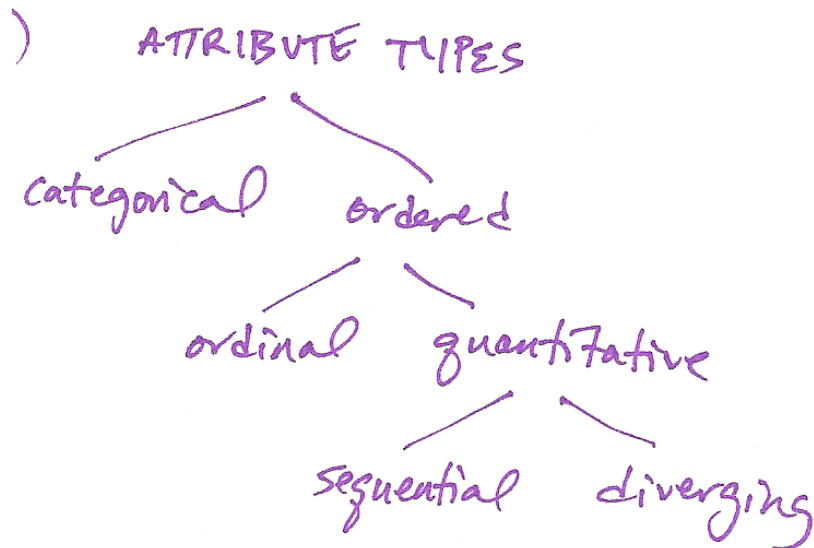 ) ATTRIBUTE TYPES
categorical ordered
ordinal quantitative
sequential diverging